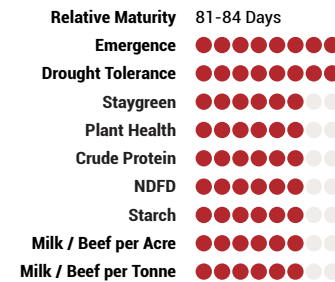 Relative Maturity 81-84 Days
Emergence
Drought Tolerance
Staygreen
Plant Health
Crude Protein
NDFD
Starch
Milk / Beef per Acre
Milk / Beef per Tonne